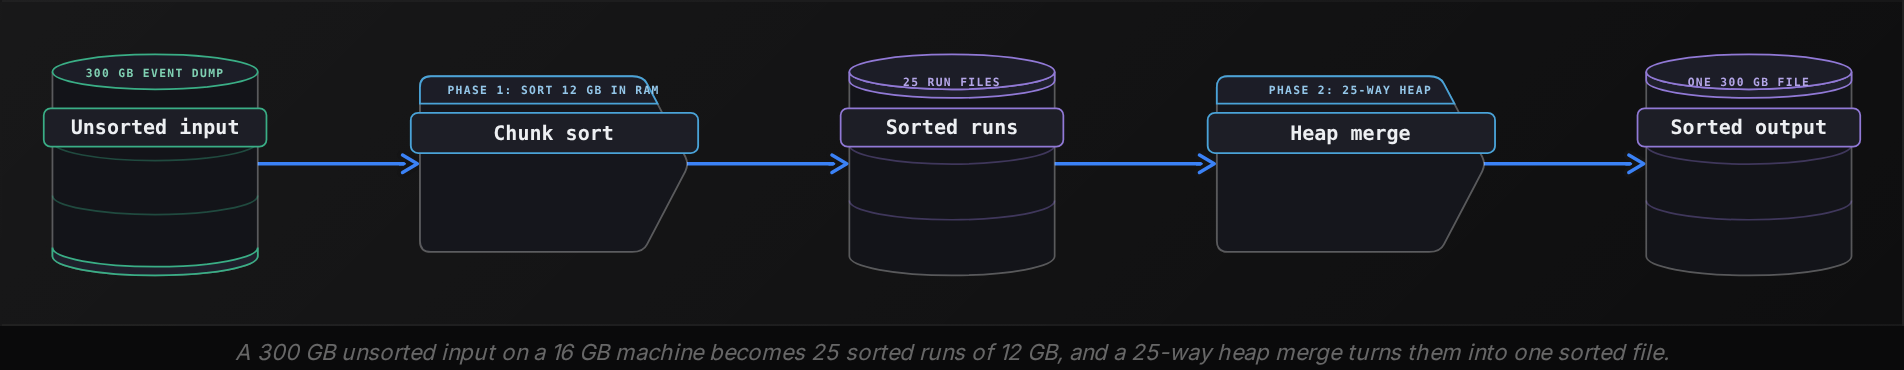 300 GB EVENT DUMP
Unsorted input
PHASE 1: SORT 12 GB IN RAM
Chunk sort
25 RUN FILES
Sorted runs
PHASE 2: 25-WAY HEAP
Heap merge
ONE 300 GB FILE
Sorted output
A 300 GB unsorted input on a 16 GB machine becomes 25 sorted runs of 12 GB, and a 25-way heap merge turns them into one sorted file.